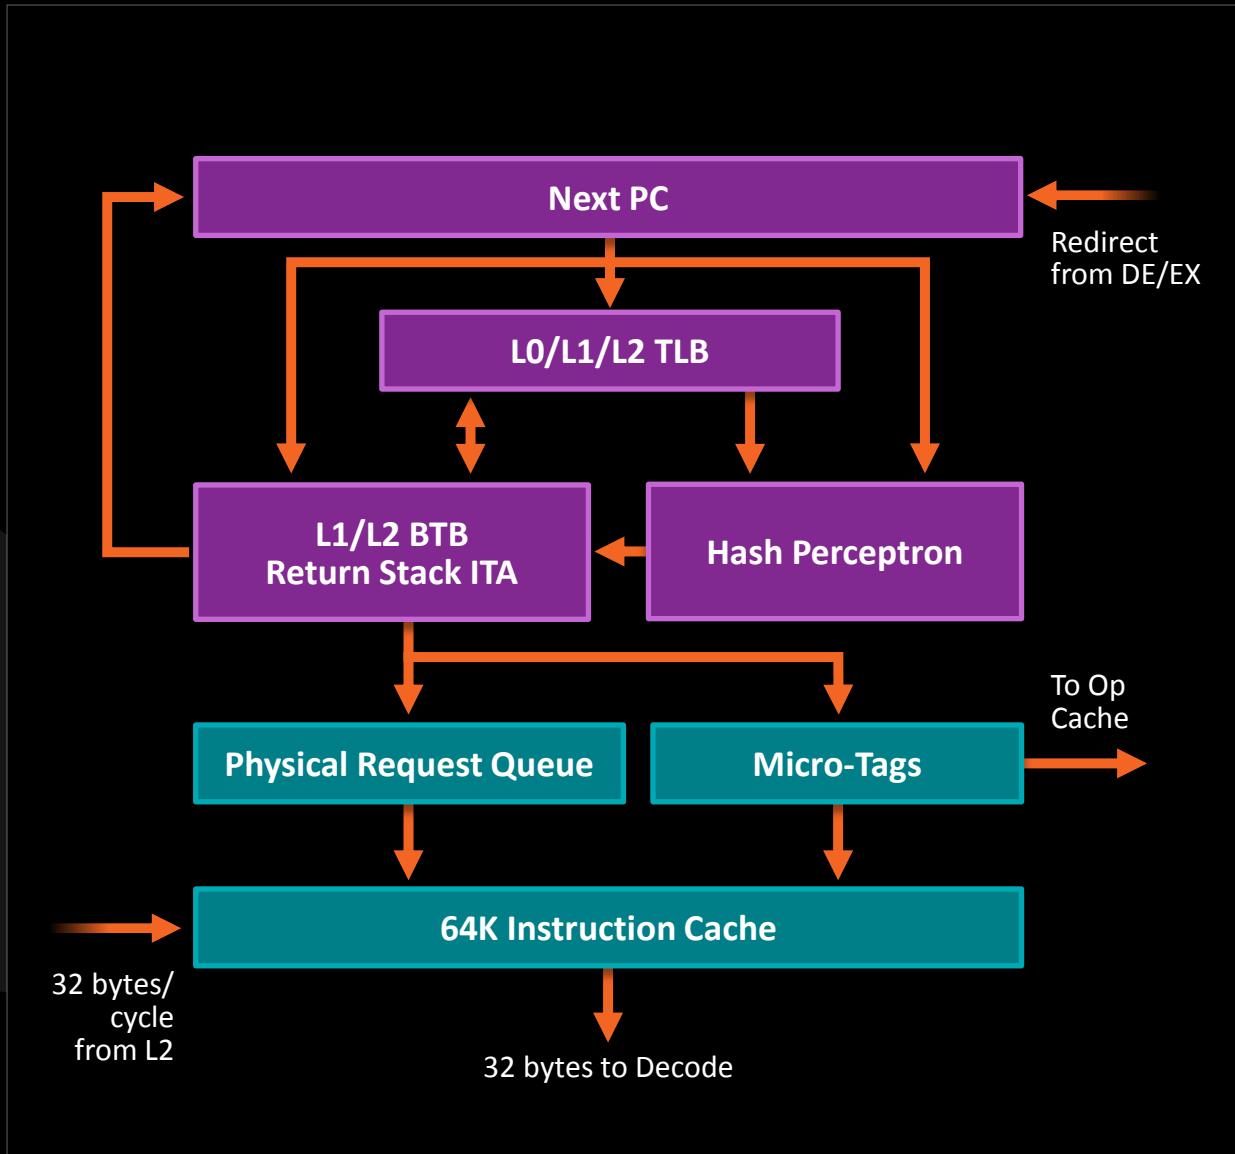 Next PC
Redirect
from DE/EX
L0/L1/L2 TLB
L1/L2 BTB
Return Stack ITA
Hash Perceptron
To Op
Cache
Physical Request Queue
Micro-Tags
64K Instruction Cache
32 bytes/
cycle
from L2
32 bytes to Decode